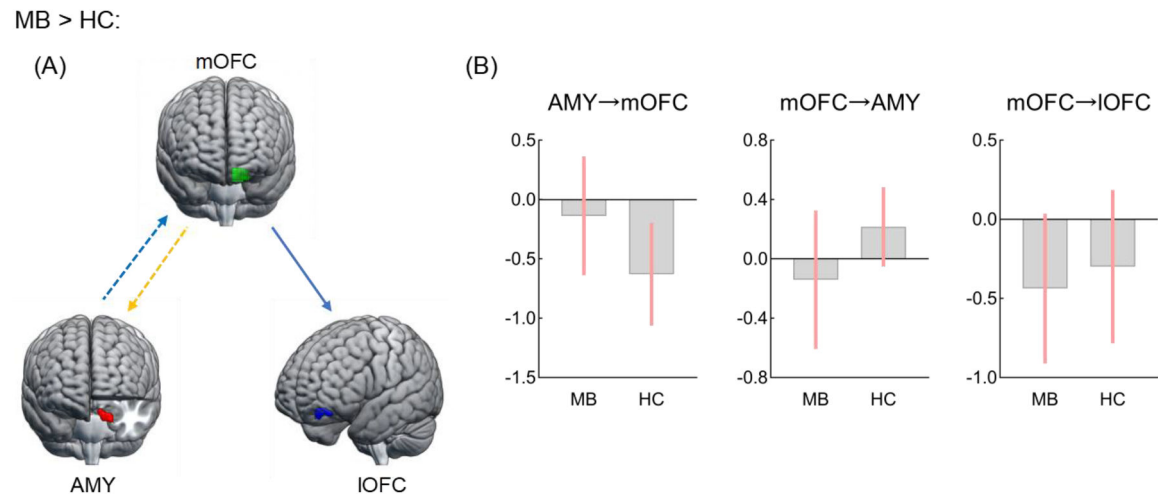 MB > HC:
(A)
mOFC
AMY
lOFC
(B)
AMY→mOFC
0.5
0.0
-0.5
-1.0
-1.5
MB HC
mOFC→AMY
0.8
0.4
0.0
-0.4
-0.8
MB HC
mOFC→lOFC
0.5
0.0
-0.5
-1.0
MB HC